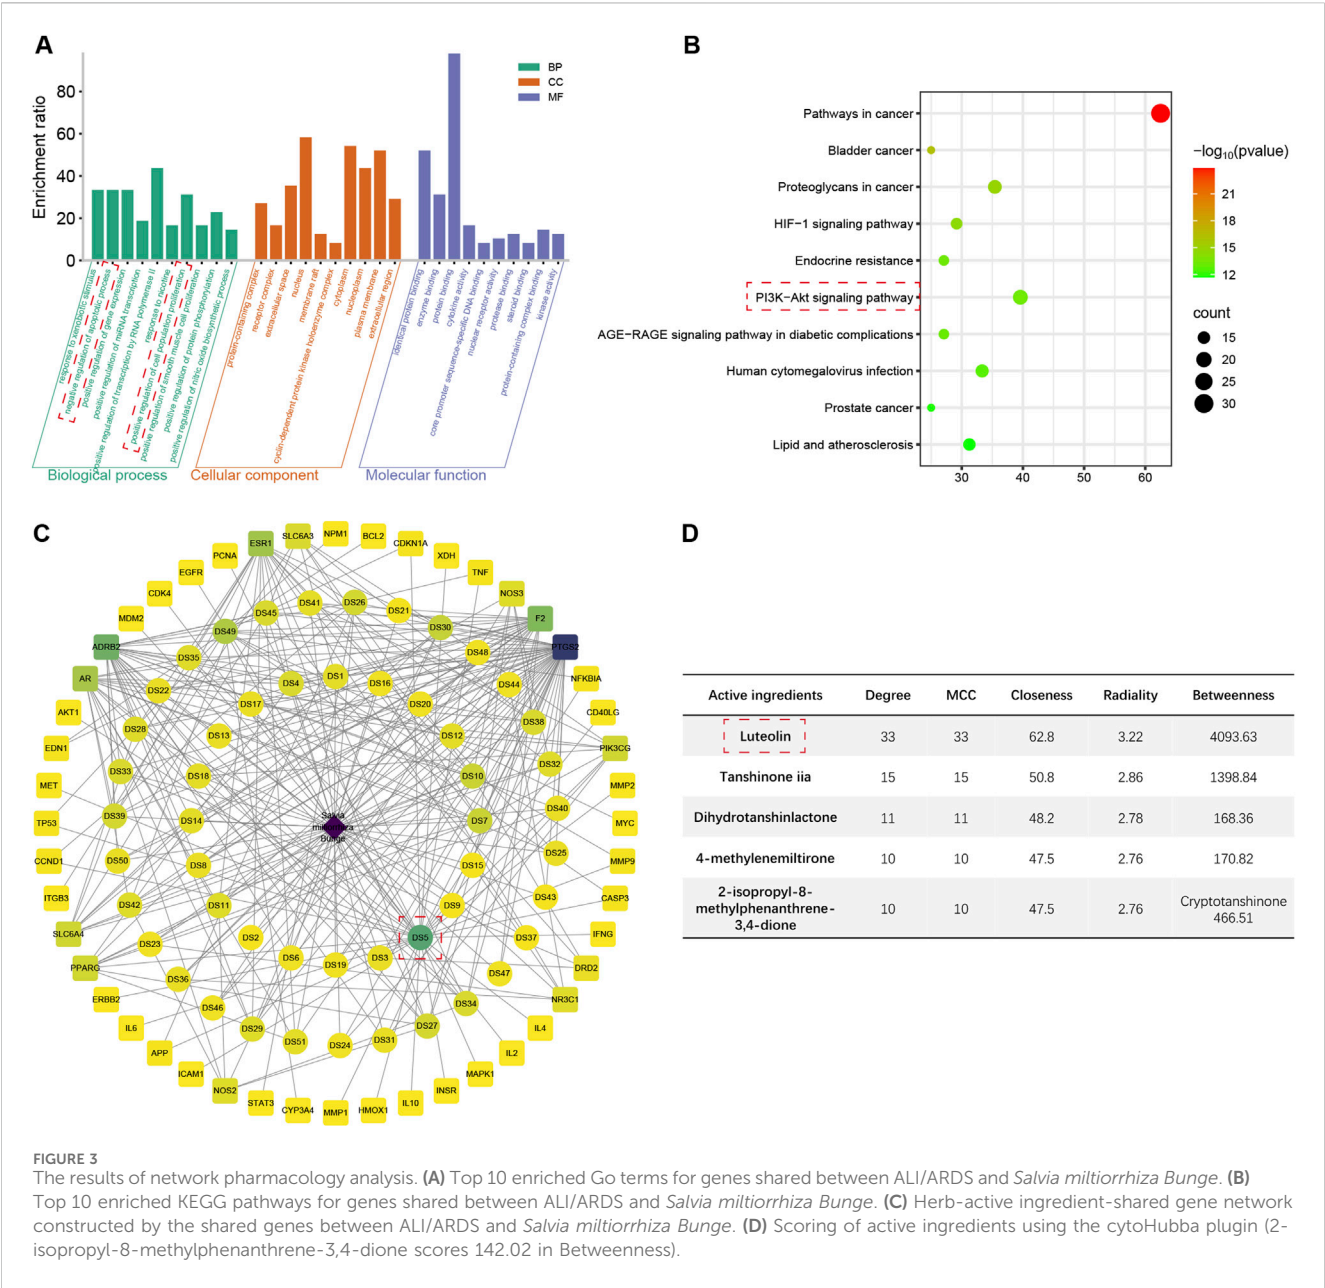 A
Enrichment ratio
80
60
40
20
0
BP
CC
MF
response to xenobiotic stimulus
negative regulation of apoptotic process
positive regulation of gene expression
positive regulation of miRNA transcription
positive regulation of transcription by RNA polymerase II
response to nicotine
positive regulation of cell population proliferation
positive regulation of smooth muscle cell proliferation
positive regulation of protein phosphorylation
positive regulation of nitric oxide biosynthetic process
protein-containing complex
receptor complex
extracellular space
nucleus
membrane raft
cyclin-dependent protein kinase holoenzyme complex
cytoplasm
nucleoplasm
plasma membrane
extracellular region
identical protein binding
enzyme binding
protein binding
cytokine activity
core promoter sequence-specific DNA binding
nuclear receptor activity
protease binding
steroid binding
protein-containing complex binding
kinase activity
Biological process
Cellular component
Molecular function
B
Pathways in cancer
Bladder cancer
Proteoglycans in cancer
HIF−1 signaling pathway
Endocrine resistance
PI3K−Akt signaling pathway
AGE−RAGE signaling pathway in diabetic complications
Human cytomegalovirus infection
Prostate cancer
Lipid and atherosclerosis
30 40 50 60
−log10(pvalue)
21
18
15
12
count
15
20
25
30
C
NPM1
BCL2
SLC6A3
CDKN1A
ESR1
XDH
PCNA
TNF
EGFR
NOS3
CDK4
F2
MDM2
PTGS2
ADRB2
NFKBIA
AR
CD40LG
AKT1
PIK3CG
EDN1
MMP2
MET
MYC
TP53
MMP9
CCND1
CASP3
ITGB3
IFNG
SLC6A4
DRD2
PPARG
NR3C1
ERBB2
IL4
IL6
IL2
APP
MAPK1
ICAM1
INSR
NOS2
IL10
STAT3
HMOX1
CYP3A4
MMP1
DS41
DS26
DS21
DS45
DS30
DS49
DS48
DS35
DS44
DS22
DS38
DS28
DS32
DS33
DS40
DS39
DS25
DS50
DS43
DS42
DS37
DS23
DS47
DS36
DS34
DS46
DS27
DS29
DS31
DS51
DS24
DS1
DS16
DS4
DS20
DS17
DS12
DS13
DS10
DS18
DS7
DS14
DS15
DS8
DS9
DS11
DS5
DS2
DS3
DS6
DS19
Salvia
miltiorrhiza
Bunge
D
Active ingredients Degree MCC Closeness Radiality Betweenness
Luteolin 33 33 62.8 3.22 4093.63
Tanshinone iia 15 15 50.8 2.86 1398.84
Dihydrotanshinlactone 11 11 48.2 2.78 168.36
4-methylenemiltirone 10 10 47.5 2.76 170.82
2-isopropyl-8-
methylphenanthrene-
3,4-dione 10 10 47.5 2.76 Cryptotanshinone
466.51
FIGURE 3
The results of network pharmacology analysis. (A) Top 10 enriched Go terms for genes shared between ALI/ARDS and Salvia miltiorrhiza Bunge. (B)
Top 10 enriched KEGG pathways for genes shared between ALI/ARDS and Salvia miltiorrhiza Bunge. (C) Herb-active ingredient-shared gene network
constructed by the shared genes between ALI/ARDS and Salvia miltiorrhiza Bunge. (D) Scoring of active ingredients using the cytoHubba plugin (2-
isopropyl-8-methylphenanthrene-3,4-dione scores 142.02 in Betweenness).